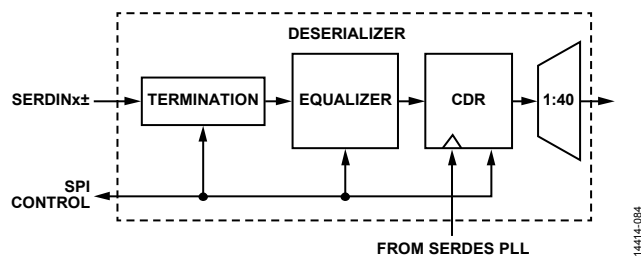 DESERIALIZER
SERDINx±
TERMINATION
EQUALIZER
CDR
1:40
SPI
CONTROL
FROM SERDES PLL
14414-084